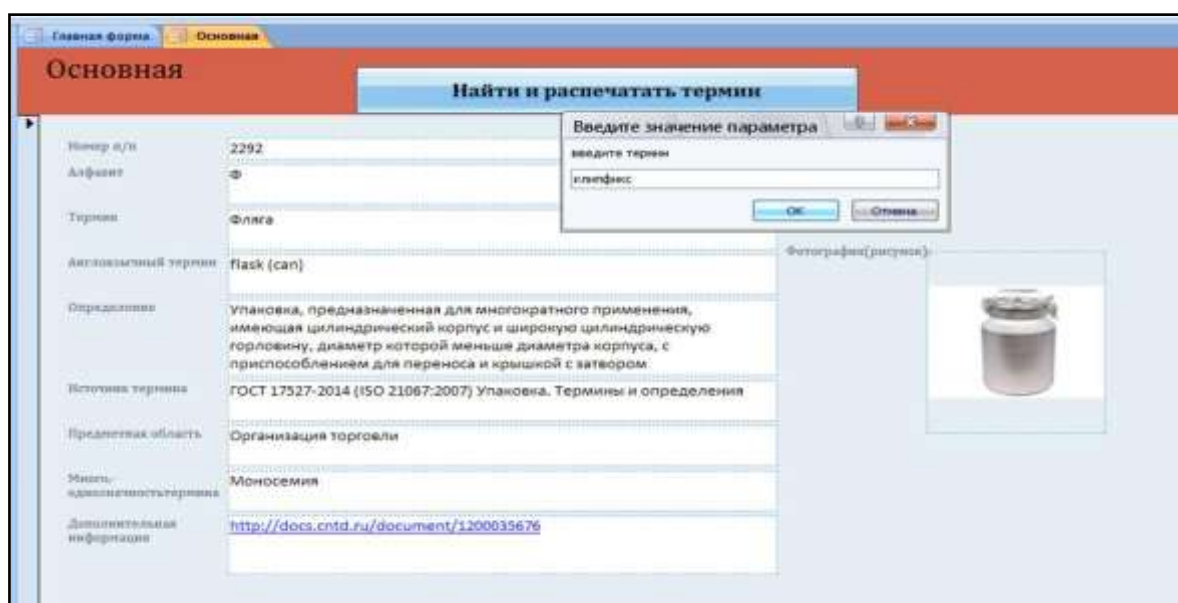 Главная форма
Основная
Основная
Найти и распечатать термин
Введите значение параметра
введите термин
клипфикс
ОК
Отмена
Номер п/п
2292
Алфавит
Ф
Термин
Фляга
Англоязычный термин
flask (can)
Фотография(рисунок):
Определение
Упаковка, предназначенная для многократного применения,
имеющая цилиндрический корпус и широкую цилиндрическую
горловину, диаметр которой меньше диаметра корпуса, с
приспособлением для переноса и крышкой с затвором
Источник термина
ГОСТ 17527-2014 (ISO 21067:2007) Упаковка. Термины и определения
Предметная область
Организация торговли
Много-
однозначностьтермина
Моносемия
Дополнительная
информация
http://docs.cntd.ru/document/1200035676